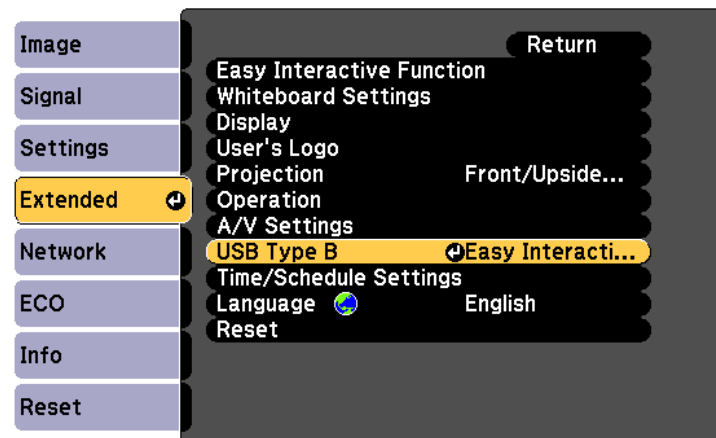 Image
Signal
Settings
Extended
Network
ECO
Info
Reset
Return
Easy Interactive Function
Whiteboard Settings
Display
User's Logo
Projection Front/Upside...
Operation
A/V Settings
USB Type B Easy Interacti...
Time/Schedule Settings
Language English
Reset